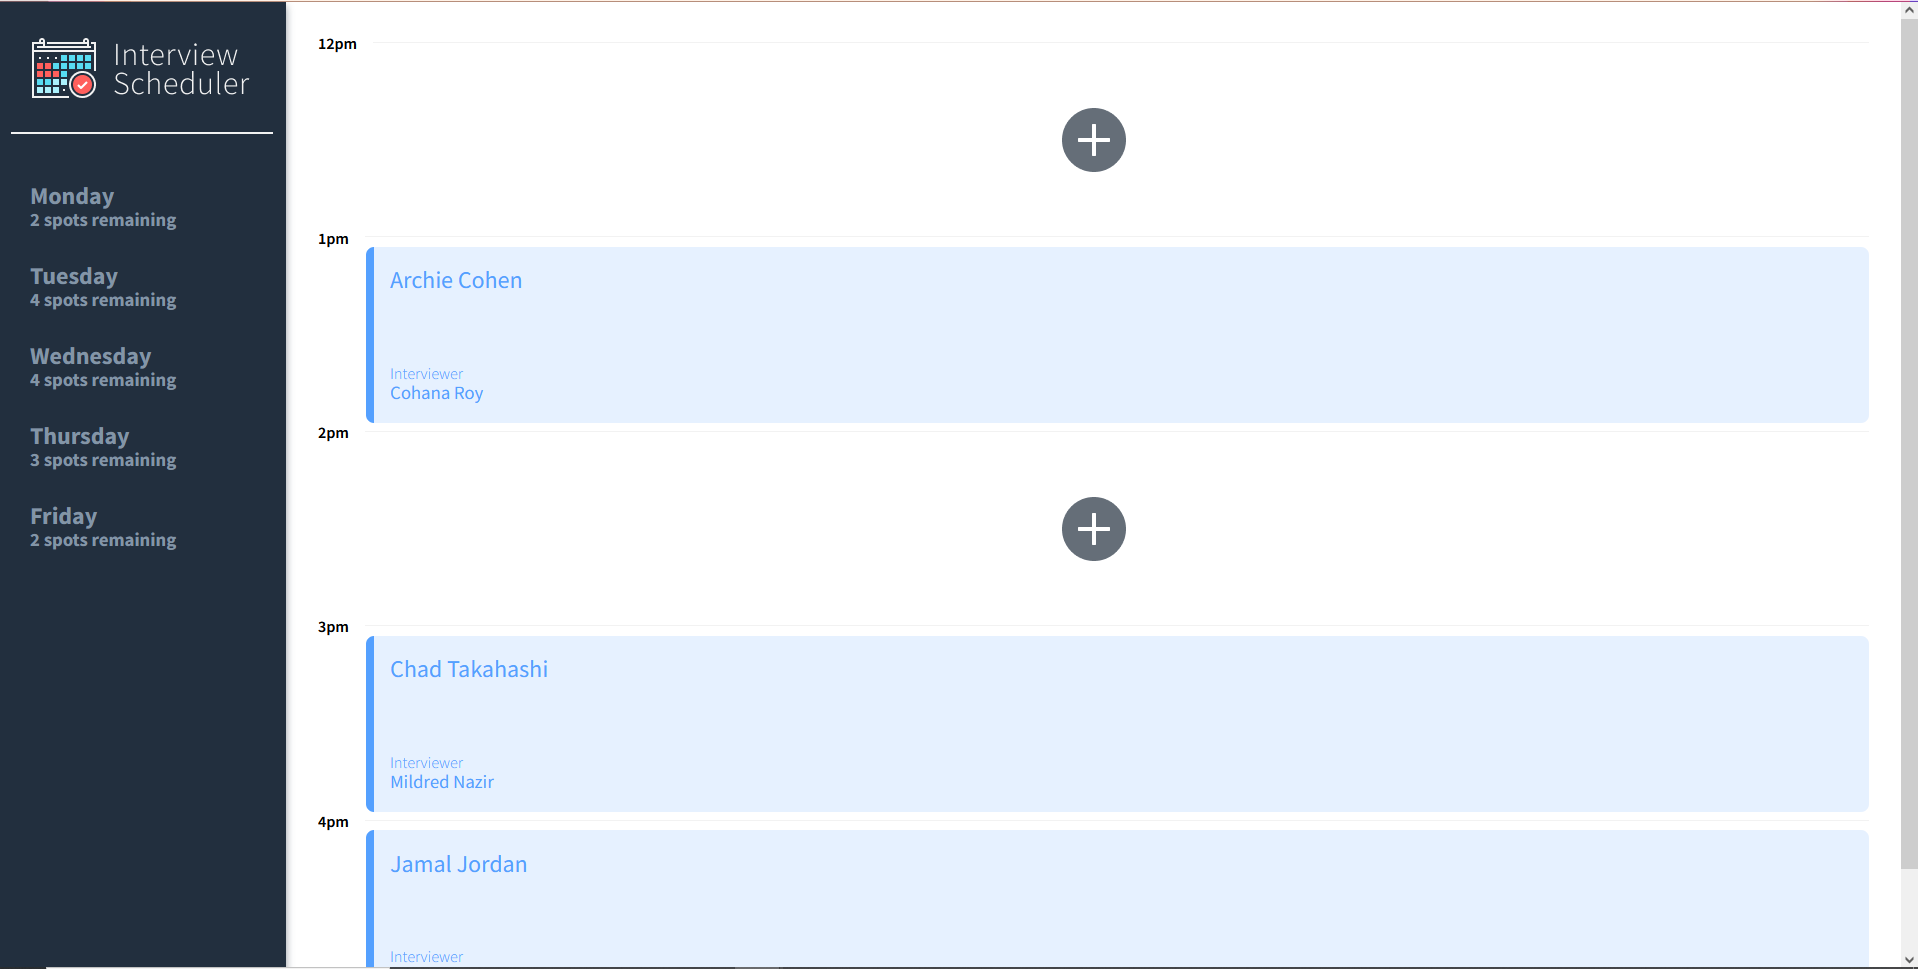 Interview
Scheduler
Monday
2 spots remaining
Tuesday
4 spots remaining
Wednesday
4 spots remaining
Thursday
3 spots remaining
Friday
2 spots remaining
12pm
1pm
Archie Cohen
Interviewer
Cohana Roy
2pm
3pm
Chad Takahashi
Interviewer
Mildred Nazir
4pm
Jamal Jordan
Interviewer